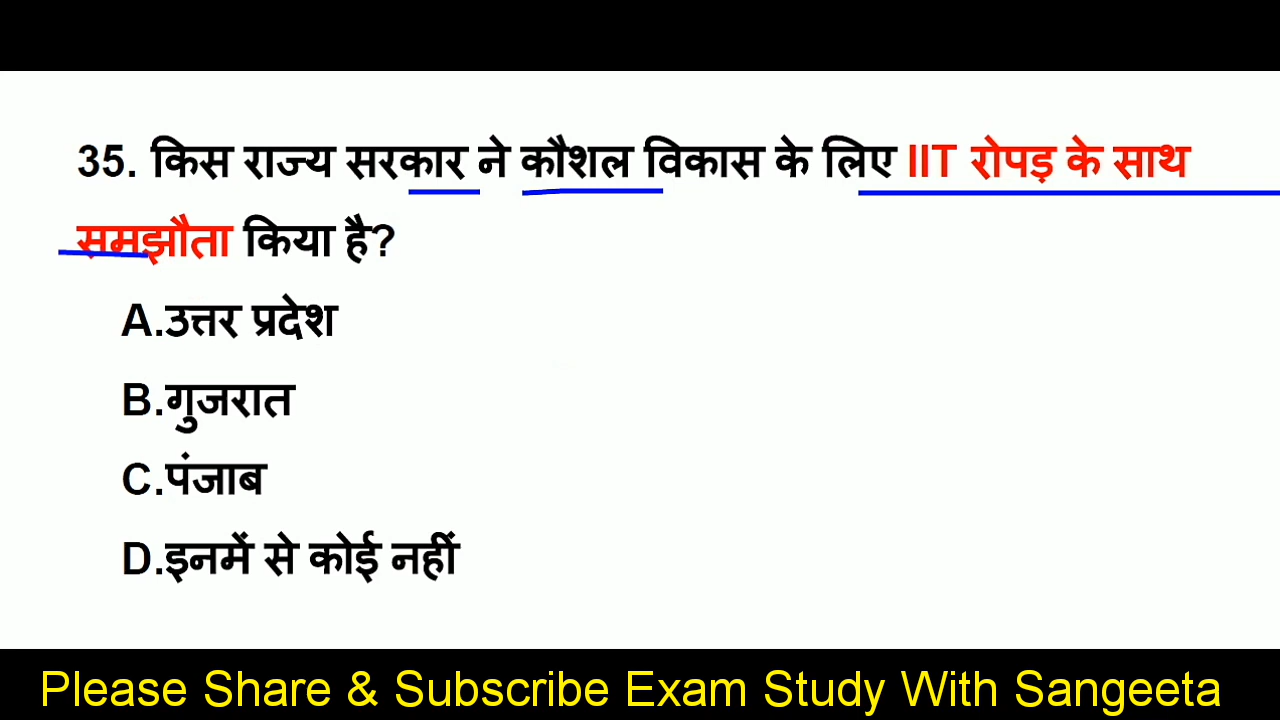 35. किस राज्य सरकार ने कौशल विकास के लिए IIT रोपड़ के साथ
समझौता किया है?
A.उत्तर प्रदेश
B.गुजरात
C.पंजाब
D.इनमें से कोई नहीं
Please Share & Subscribe Exam Study With Sangeeta